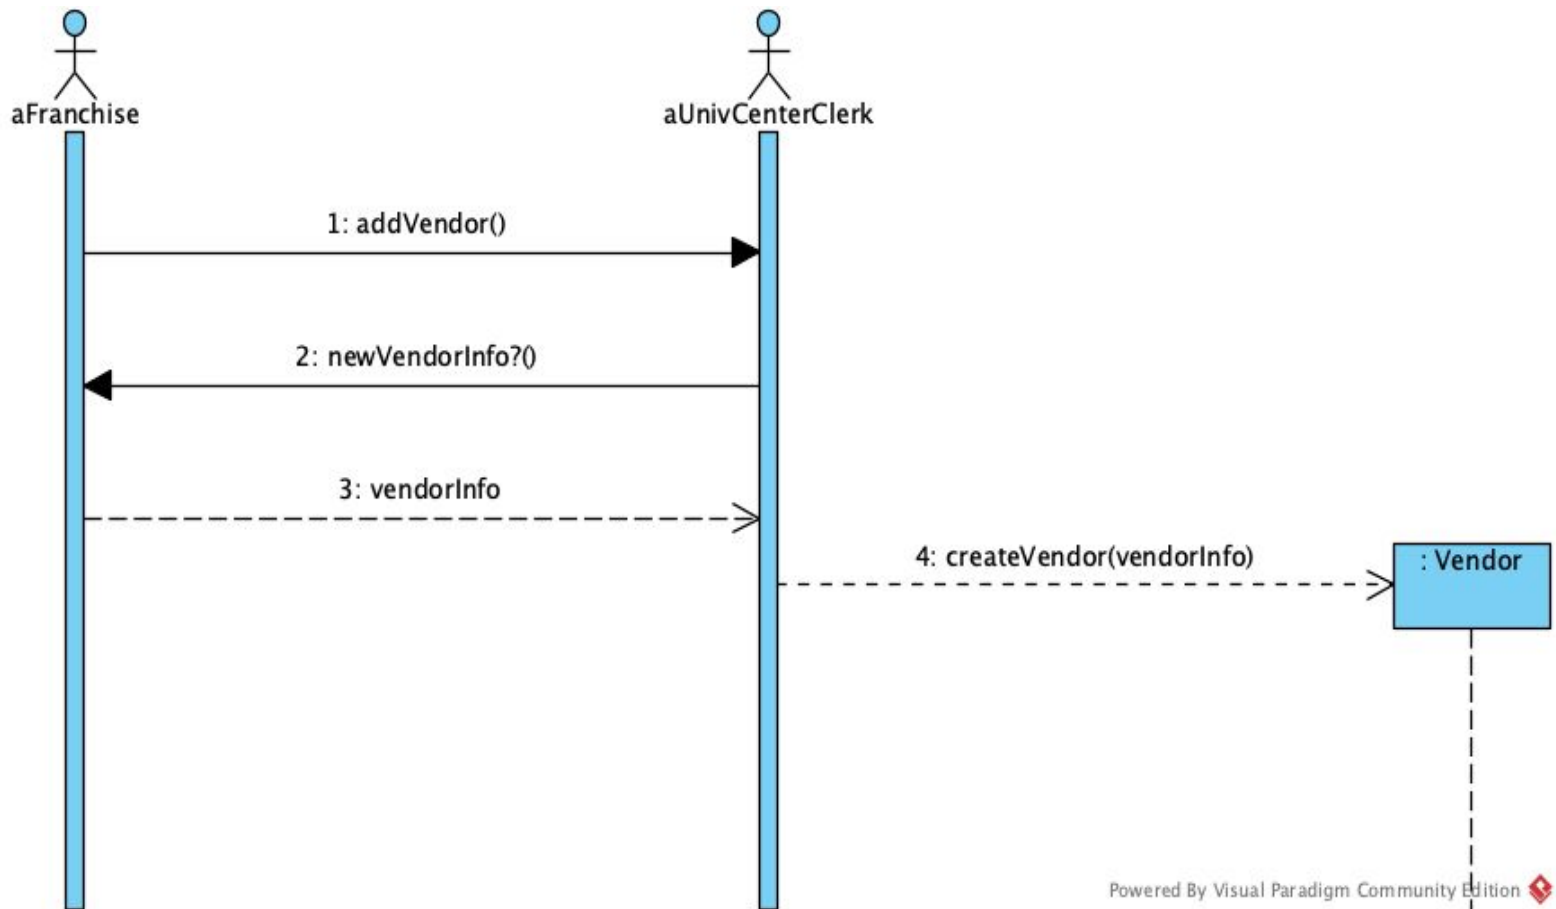 aFranchise
aUnivCenterClerk
1: addVendor()
2: newVendorInfo?()
3: vendorInfo
4: createVendor(vendorInfo)
: Vendor
Powered By Visual Paradigm Community Edition